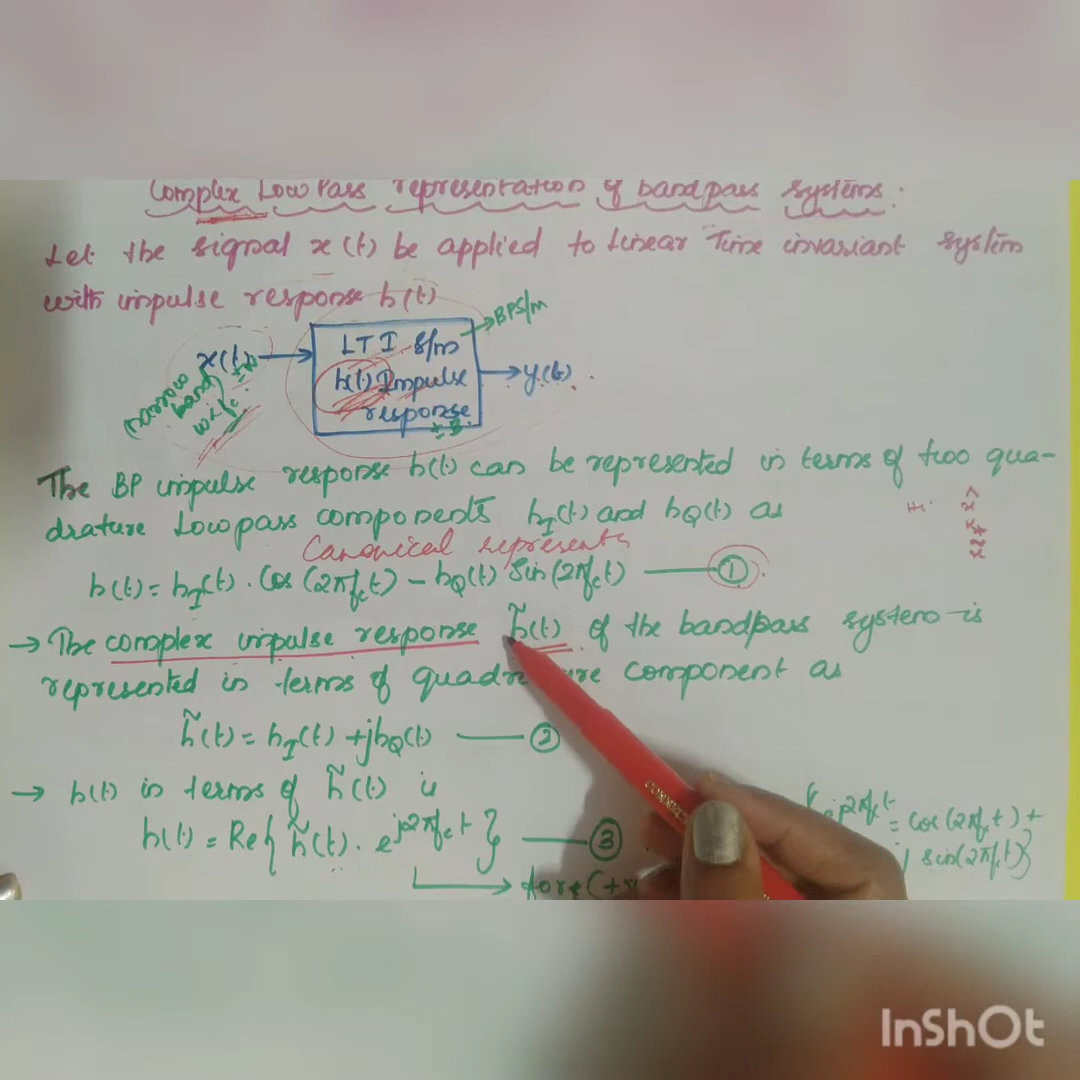 Complex Low Pass representation of bandpass systems.
Let the signal x(t) be applied to Linear Time invariant system
with impulse response h(t)
BPS/m
x(t)
LTI S/m
h(t) Impulse
response
y(t).
±B
narrow
band
The BP impulse response h(t) can be represented in terms of two qua-
drature Lowpass components hI(t) and hQ(t) as
Canonical represents
h(t) = hI(t) . Cos (2πfct) - hQ(t) Sin (2πfct) — ①
→ The complex impulse response h̃(t) of the bandpass system is
represented in terms of component as
h̃(t) = hI(t) + jhQ(t) — ②
→ h(t) in terms of h̃(t) is
h(t) = Re{ h̃(t) . e^j2πfct } — ③
e^j2πfct = cos(2πfct) +
j sin(2πfct)}
InShOt